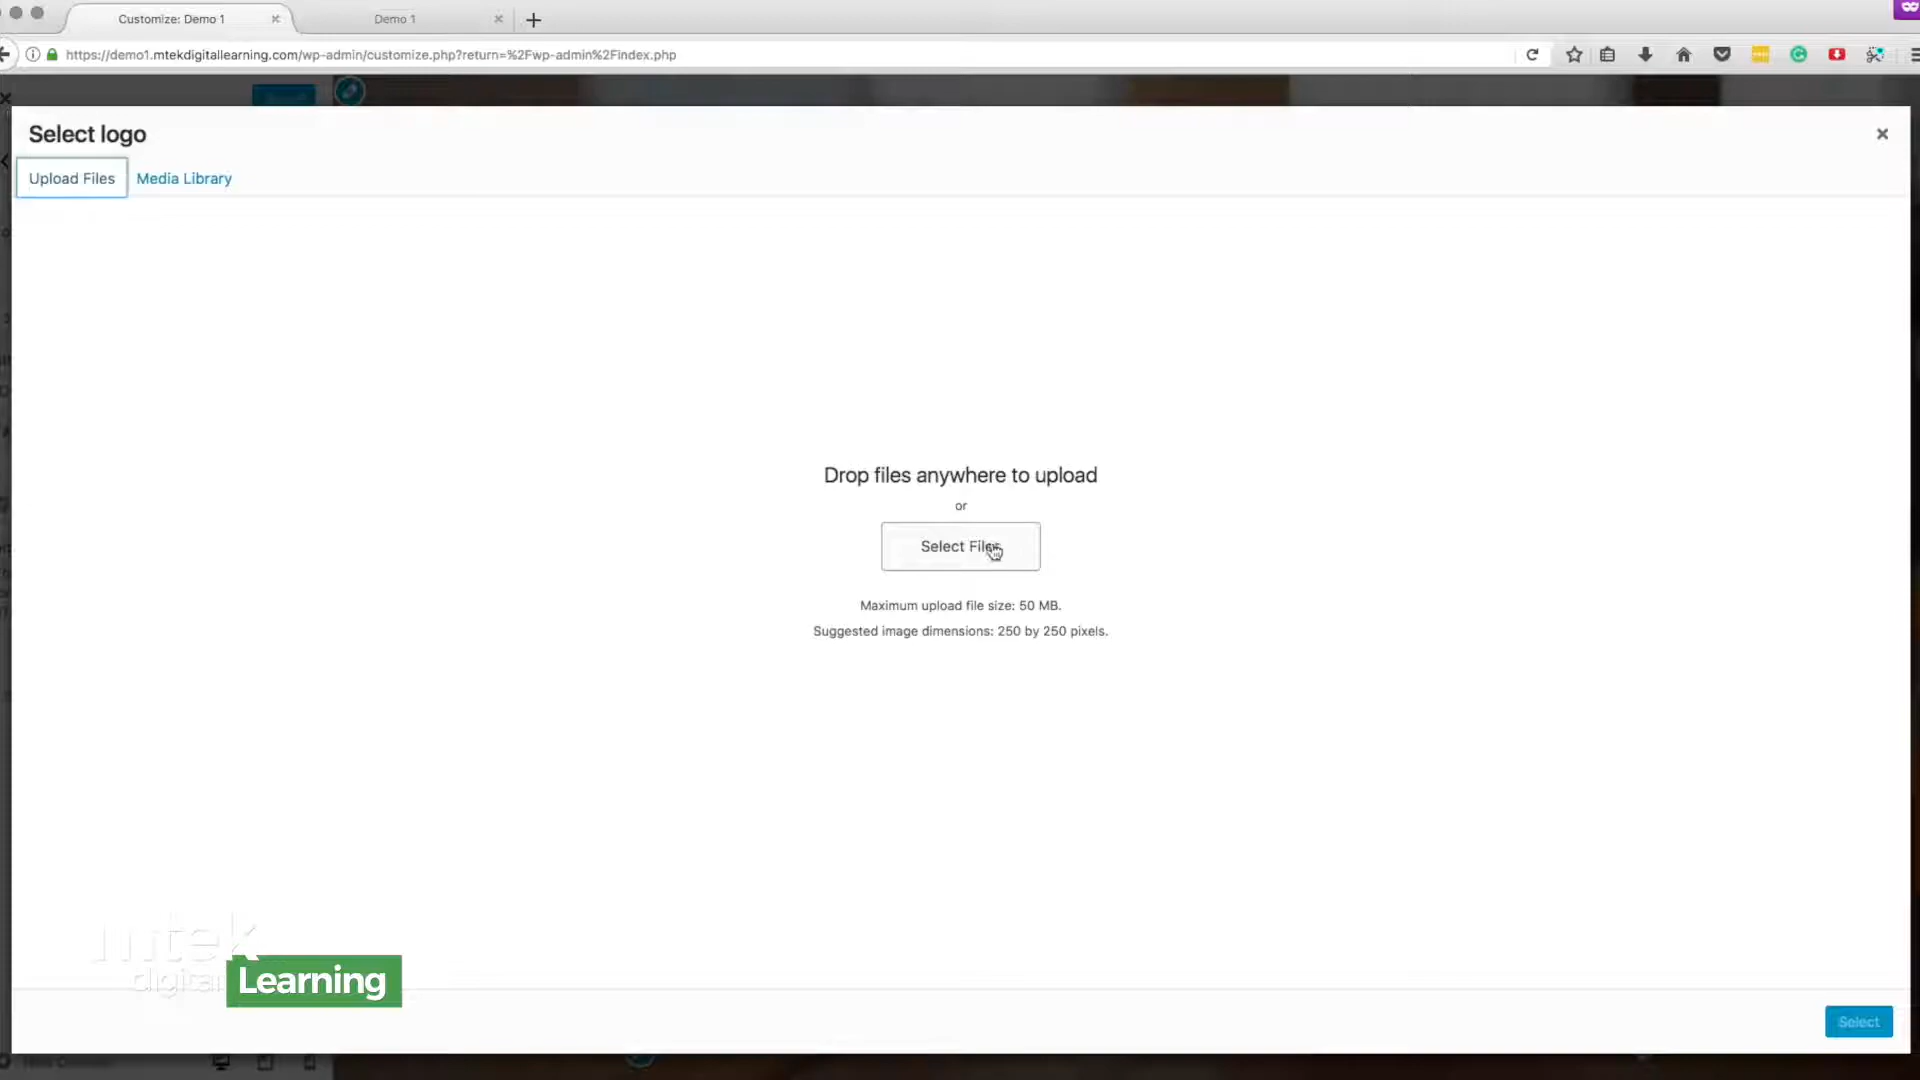 Customize: Demo 1
Demo 1
https://demo1.mtekdigitallearning.com/wp-admin/customize.php?return=%2Fwp-admin%2Findex.php
Select logo
Upload Files
Media Library
Drop files anywhere to upload
or
Select Files
Maximum upload file size: 50 MB.
Suggested image dimensions: 250 by 250 pixels.
mtek
digital Learning
Select